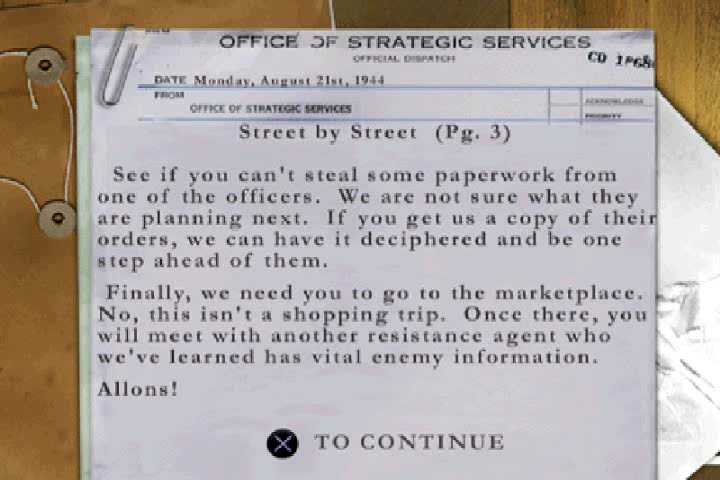 OFFICE OF STRATEGIC SERVICES
OFFICIAL DISPATCH
DATE Monday, August 21st, 1944
FROM
OFFICE OF STRATEGIC SERVICES
ACKNOWLEDGE
PRIORITY
Street by Street (Pg. 3)
See if you can't steal some paperwork from
one of the officers. We are not sure what they
are planning next. If you get us a copy of their
orders, we can have it deciphered and be one
step ahead of them.
Finally, we need you to go to the marketplace.
No, this isn't a shopping trip. Once there, you
will meet with another resistance agent who
we've learned has vital enemy information.
Allons!
TO CONTINUE